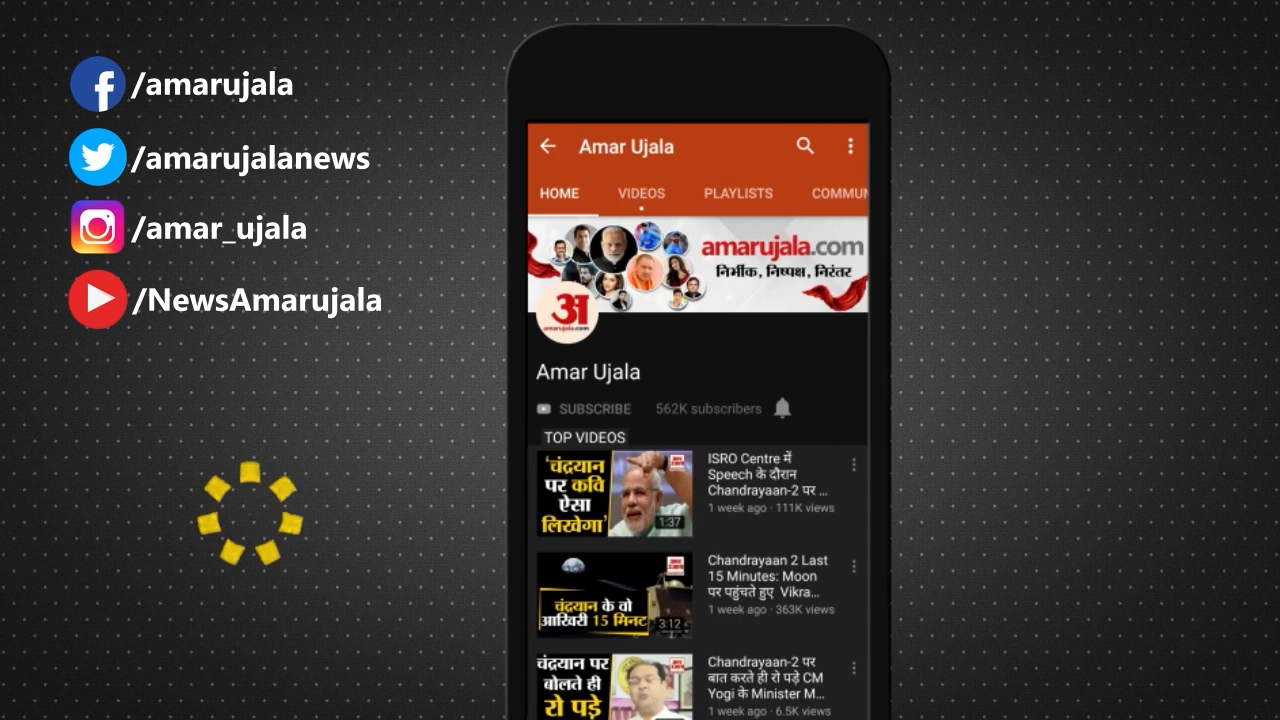 /amarujala
/amarujalanews
/amar_ujala
/NewsAmarujala
Amar Ujala
HOME VIDEOS PLAYLISTS COMMUN
amarujala.com
निर्भीक, निष्पक्ष, निरंतर
अ
amarujala.com
Amar Ujala
SUBSCRIBE 562K subscribers
TOP VIDEOS
'चंद्रयान
पर कवि
ऐसा
लिखेगा'
1:37
ISRO Centre में
Speech के दौरान
Chandrayaan-2 पर ...
1 week ago · 111K views
चंद्रयान के वो
आखिरी 15 मिनट
3:12
Chandrayaan 2 Last
15 Minutes: Moon
पर पहुंचते हुए Vikra...
1 week ago · 363K views
चंद्रयान पर
बोलते ही
रो पड़े
Chandrayaan-2 पर
बात करते ही रो पड़े CM
Yogi के Minister M...
1 week ago · 6.5K views